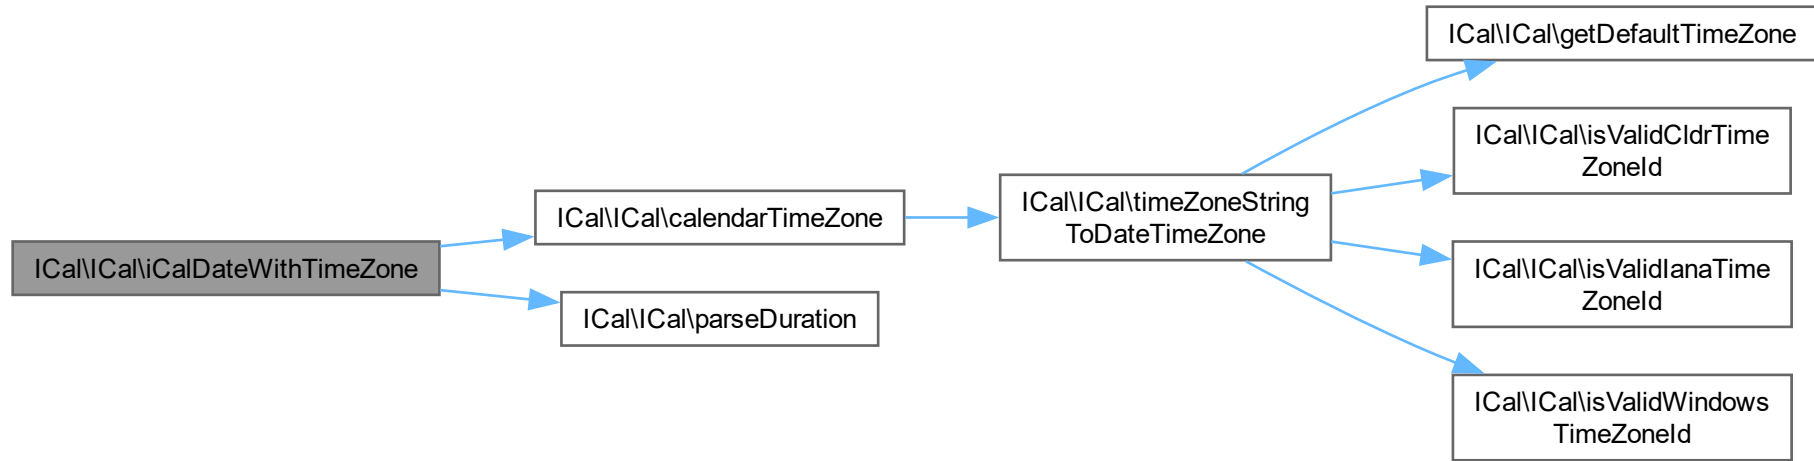 ICal\ICal\iCalDateWithTimeZone
ICal\ICal\calendarTimeZone
ICal\ICal\parseDuration
ICal\ICal\timeZoneString
ToDateTimeZone
ICal\ICal\getDefaultTimeZone
ICal\ICal\isValidCldrTime
ZoneId
ICal\ICal\isValidIanaTime
ZoneId
ICal\ICal\isValidWindows
TimeZoneId